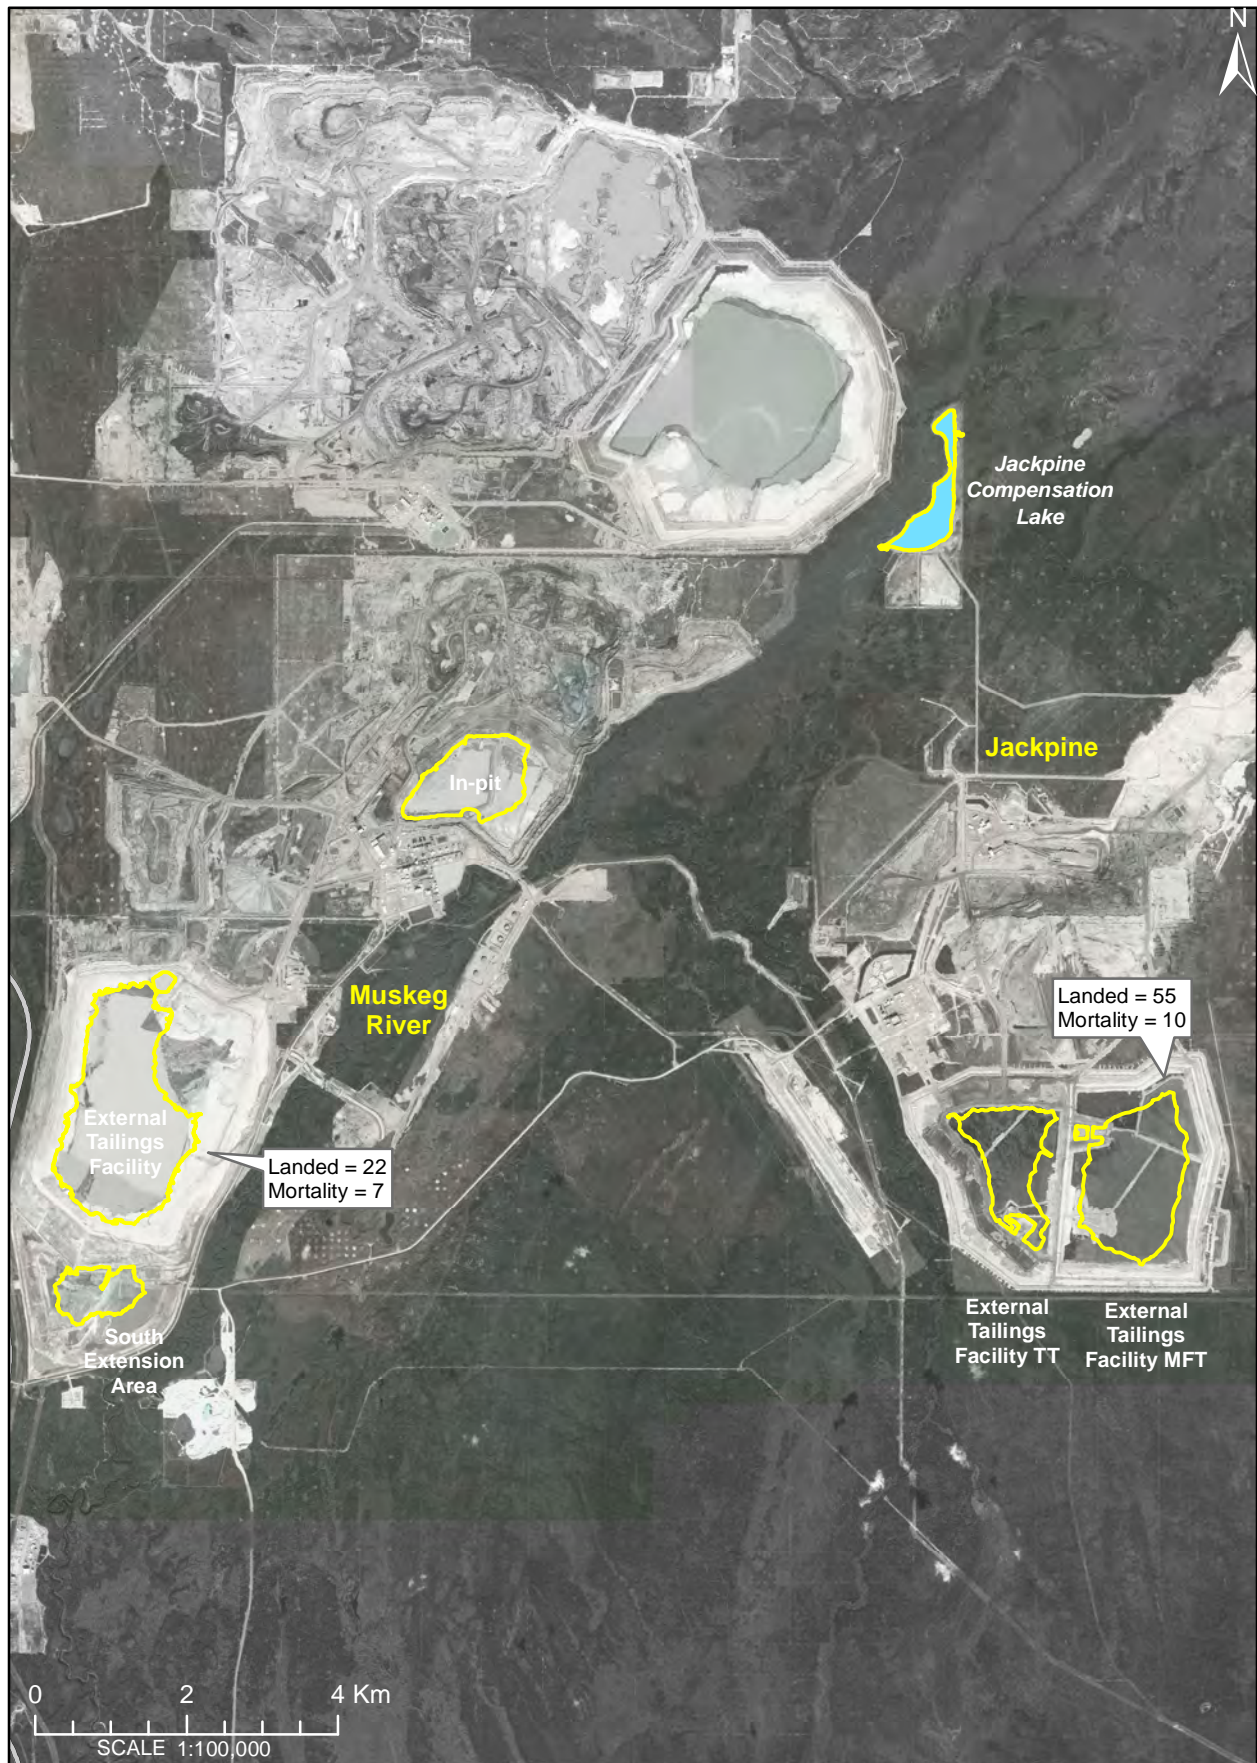 N
Jackpine
Compensation
Lake
Jackpine
In-pit
Muskeg
River
Landed = 55
Mortality = 10
External
Tailings
Facility
Landed = 22
Mortality = 7
South
Extension
Area
External
Tailings
Facility TT
External
Tailings
Facility MFT
0 2 4 Km
SCALE 1:100,000